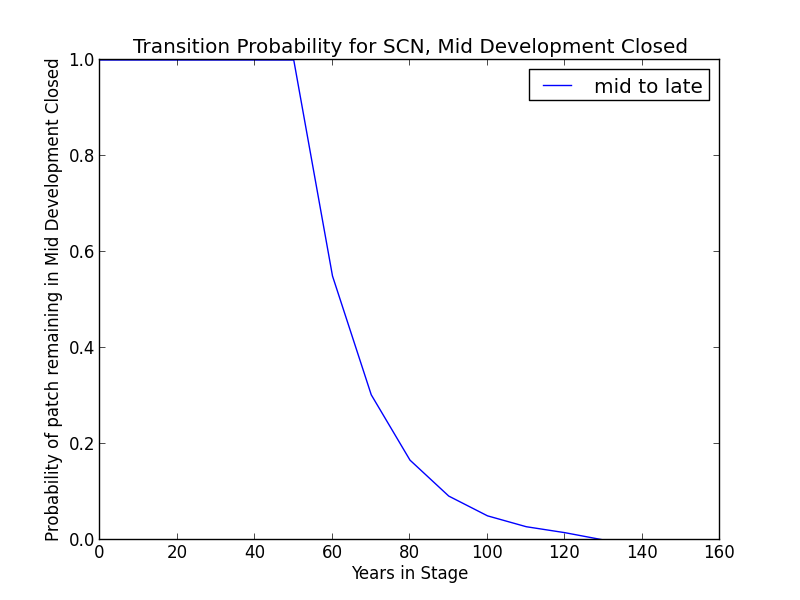 Transition Probability for SCN, Mid Development Closed
mid to late
Probability of patch remaining in Mid Development Closed
1.0
0.8
0.6
0.4
0.2
0.0
0 20 40 60 80 100 120 140 160
Years in Stage